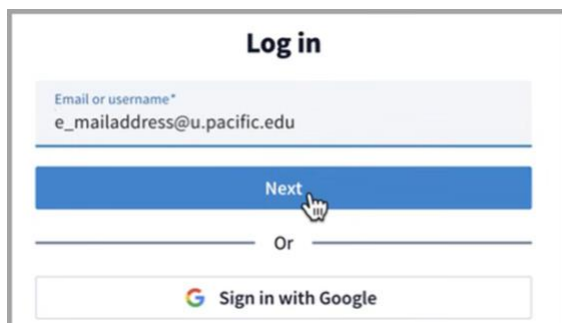 Log in
Email or username*
e_mailaddress@u.pacific.edu
Next
Or
Sign in with Google